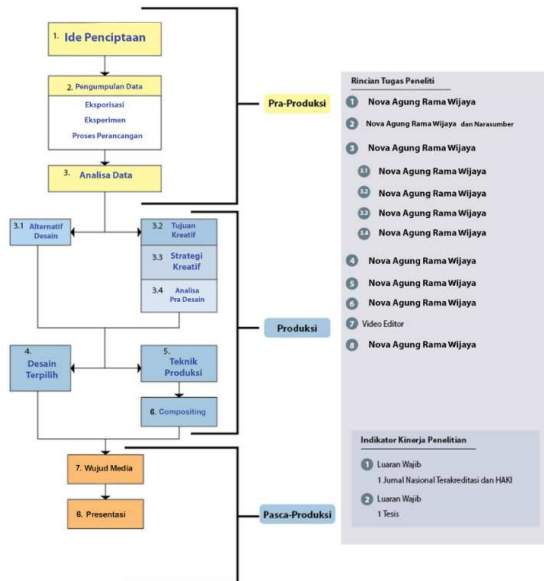 1. Ide Penciptaan
2. Pengumpulan Data
Eksporisasi
Eksperimen
Proses Perancangan
3. Analisa Data
Pra-Produksi
3.1 Alternatif
Desain
3.2 Tujuan
Kreatif
3.3 Strategi
Kreatif
3.4 Analisa
Pra Desain
Produksi
4. Desain
Terpilih
5. Teknik
Produksi
6. Compositing
7. Wujud Media
6. Presentasi
Pasca-Produksi
Rincian Tugas Peneliti
1 Nova Agung Rama Wijaya
2 Nova Agung Rama Wijaya dan Narasumber
3 Nova Agung Rama Wijaya
3.1 Nova Agung Rama Wijaya
3.2 Nova Agung Rama Wijaya
3.3 Nova Agung Rama Wijaya
3.4 Nova Agung Rama Wijaya
4 Nova Agung Rama Wijaya
5 Nova Agung Rama Wijaya
6 Nova Agung Rama Wijaya
7 Video Editor
8 Nova Agung Rama Wijaya
Indikator Kinerja Penelitian
1 Luaran Wajib
1 Jurnal Nasional Terakreditasi dan HAKI
2 Luaran Wajib
1 Tesis